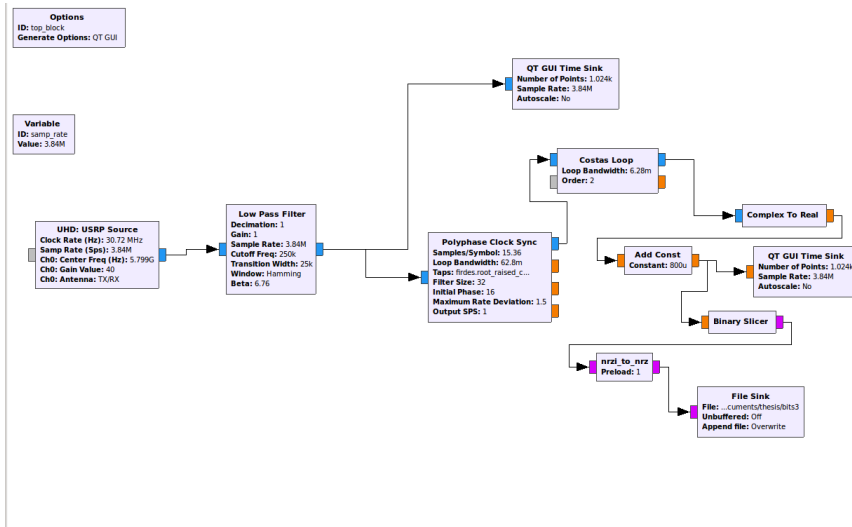 Options
ID: top_block
Generate Options: QT GUI
Variable
ID: samp_rate
Value: 3.84M
UHD: USRP Source
Clock Rate (Hz): 30.72 MHz
Samp Rate (Sps): 3.84M
Ch0: Center Freq (Hz): 5.799G
Ch0: Gain Value: 40
Ch0: Antenna: TX/RX
Low Pass Filter
Decimation: 1
Gain: 1
Sample Rate: 3.84M
Cutoff Freq: 250k
Transition Width: 25k
Window: Hamming
Beta: 6.76
QT GUI Time Sink
Number of Points: 1.024k
Sample Rate: 3.84M
Autoscale: No
Polyphase Clock Sync
Samples/Symbol: 15.36
Loop Bandwidth: 62.8m
Taps: firdes.root_raised_c...
Filter Size: 32
Initial Phase: 16
Maximum Rate Deviation: 1.5
Output SPS: 1
Costas Loop
Loop Bandwidth: 6.28m
Order: 2
Complex To Real
Add Const
Constant: 800u
QT GUI Time Sink
Number of Points: 1.024k
Sample Rate: 3.84M
Autoscale: No
Binary Slicer
nrzi_to_nrz
Preload: 1
File Sink
File: ...cuments/thesis/bits3
Unbuffered: Off
Append file: Overwrite